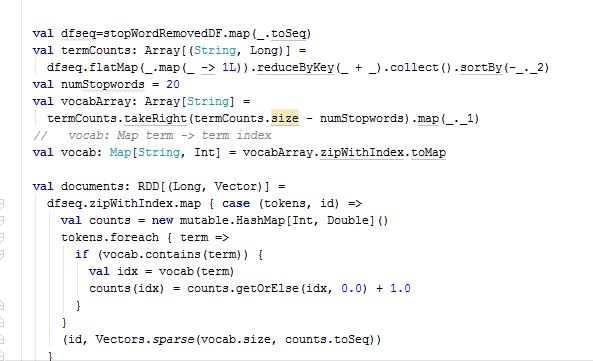 val dfseq=stopWordRemovedDF.map(_.toSeq)
val termCounts: Array[(String, Long)] =
  dfseq.flatMap(_.map(_ -> 1L)).reduceByKey(_ + _).collect().sortBy(-_._2)
val numStopwords = 20
val vocabArray: Array[String] =
  termCounts.takeRight(termCounts.size - numStopwords).map(_._1)
//   vocab: Map term -> term index
val vocab: Map[String, Int] = vocabArray.zipWithIndex.toMap

val documents: RDD[(Long, Vector)] =
  dfseq.zipWithIndex.map { case (tokens, id) =>
    val counts = new mutable.HashMap[Int, Double]()
    tokens.foreach { term =>
      if (vocab.contains(term)) {
        val idx = vocab(term)
        counts(idx) = counts.getOrElse(idx, 0.0) + 1.0
      }
    }
    (id, Vectors.sparse(vocab.size, counts.toSeq))
  }